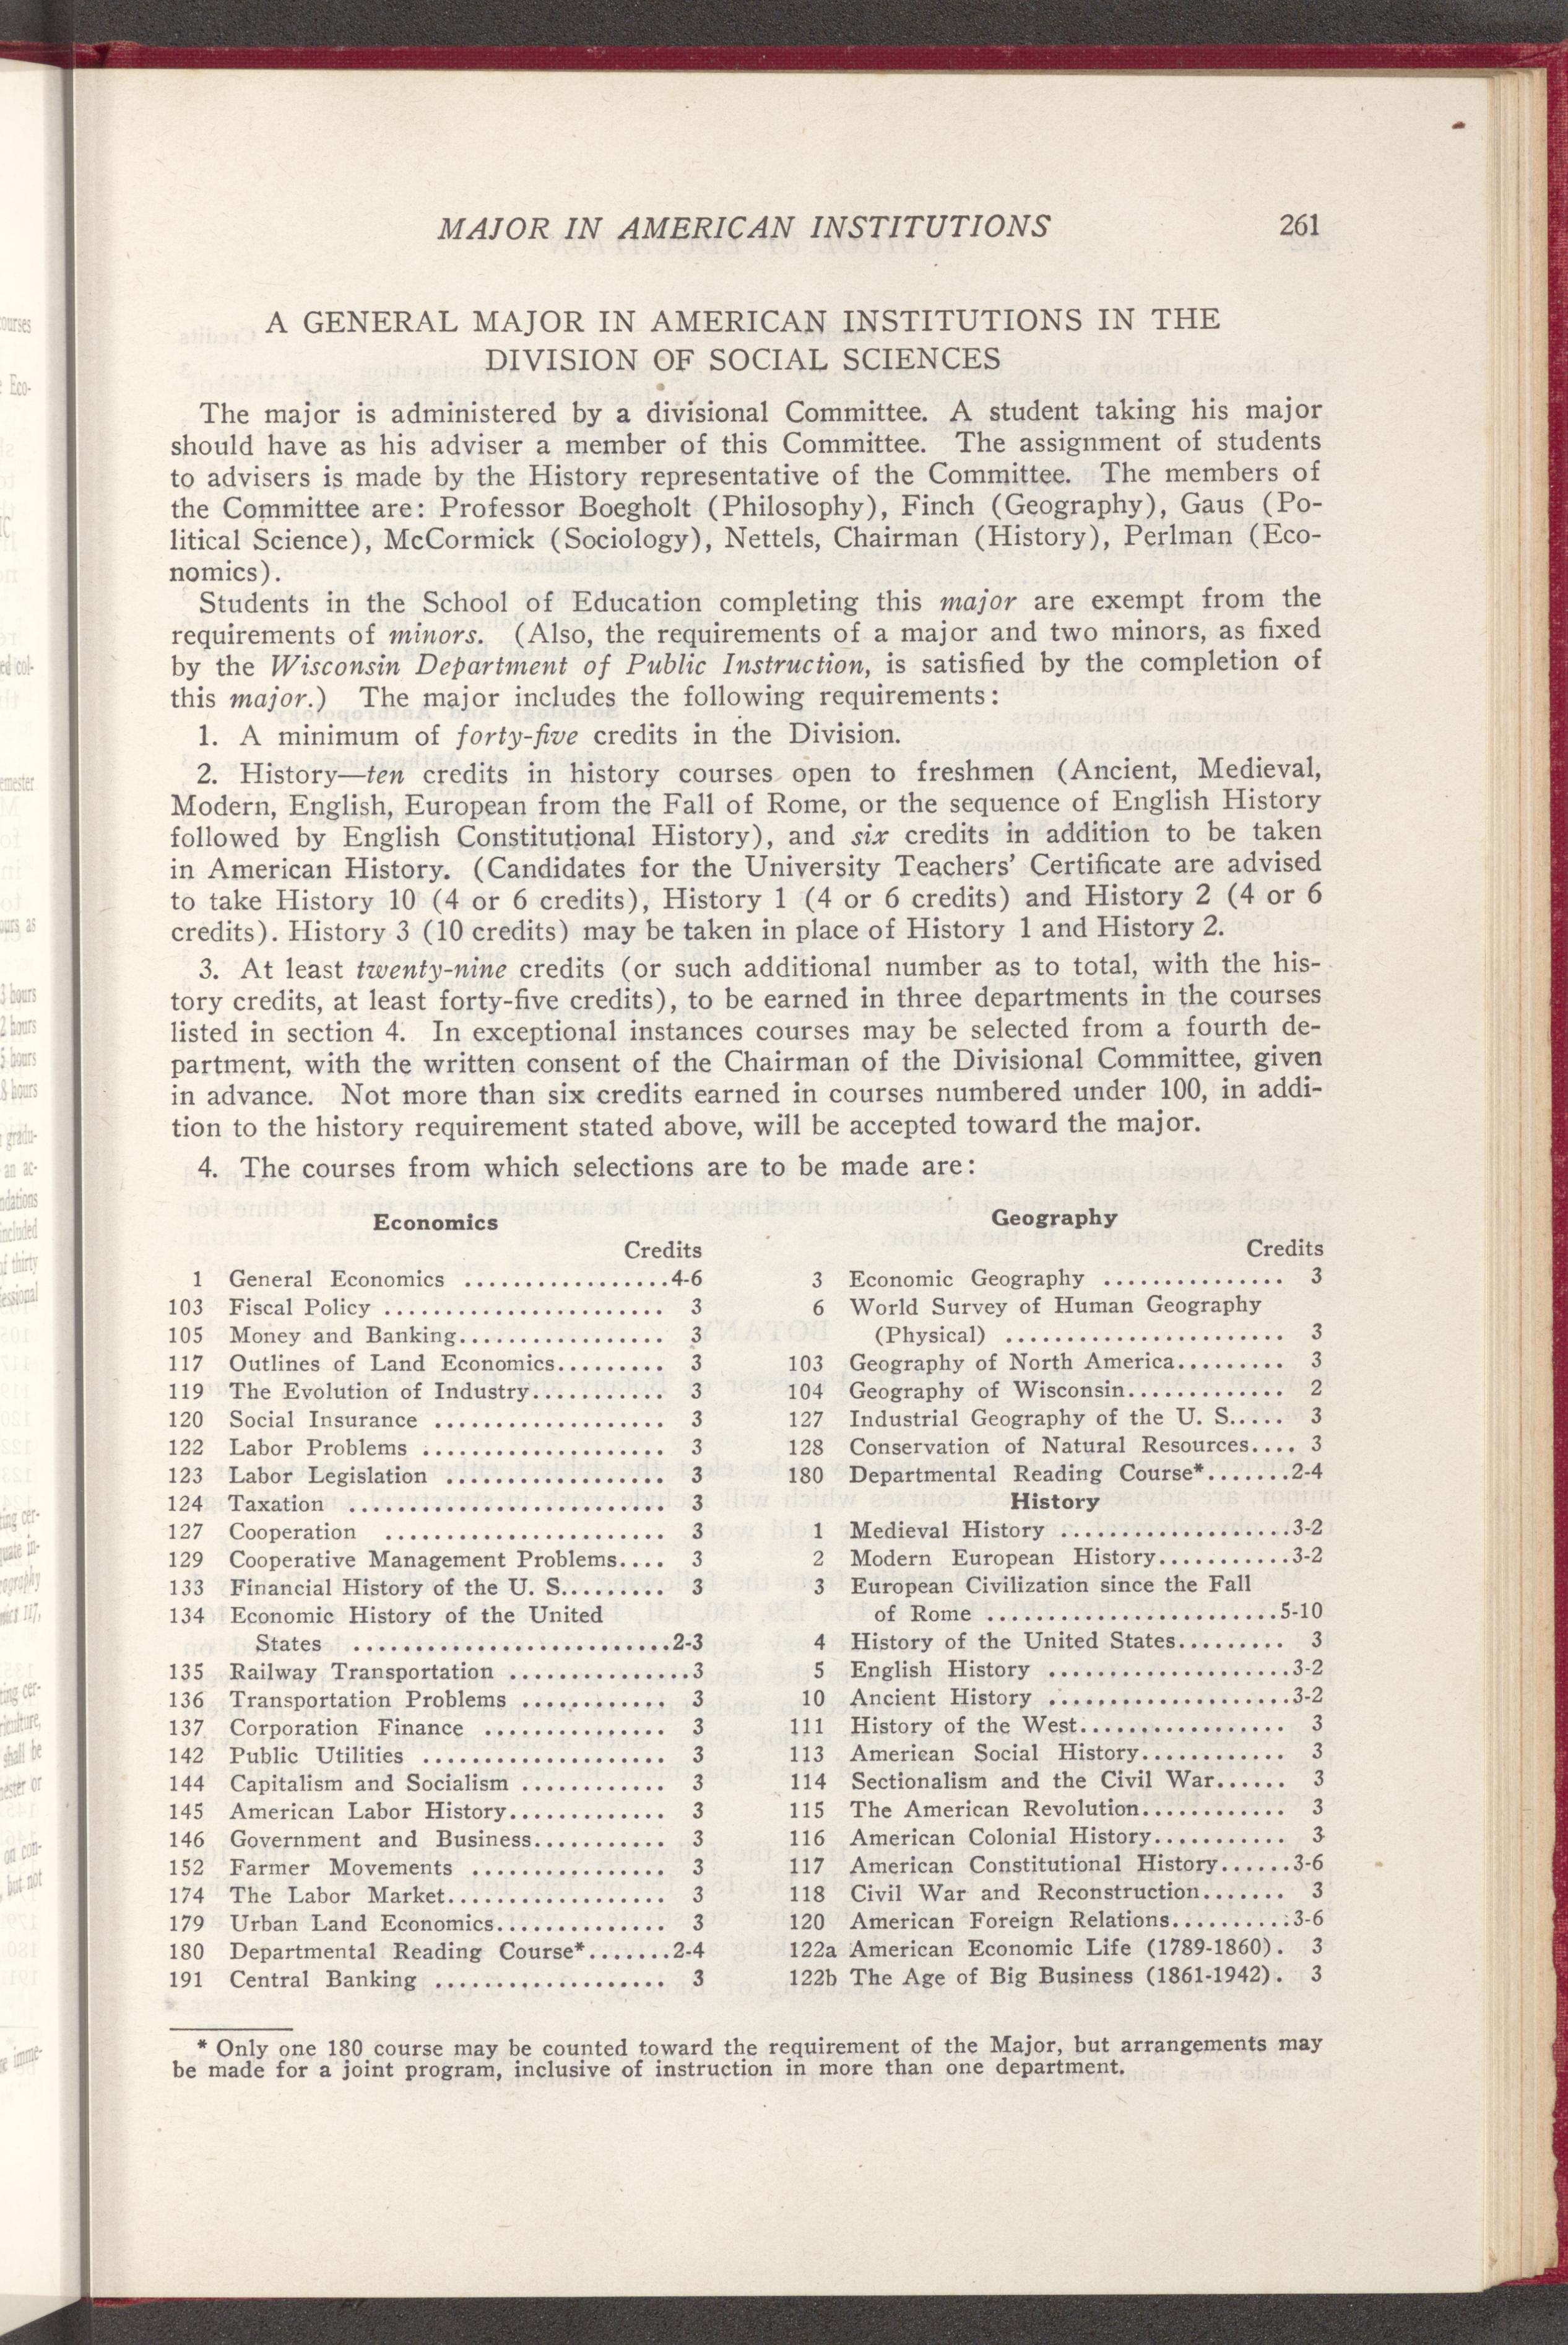 MAJOR IN AMERICAN INSTITUTIONS 261
A GENERAL MAJOR IN AMERICAN INSTITUTIONS IN THE
DIVISION OF SOCIAL SCIENCES
The major is administered by a divisional Committee. A student taking his major
should have as his adviser a member of this Committee. The assignment of students
to advisers is made by the History representative of the Committee. The members of
the Committee are: Professor Boegholt (Philosophy), Finch (Geography), Gaus (Po-
litical Science), McCormick (Sociology), Nettels, Chairman (History), Perlman (Eco-
nomics).
Students in the School of Education completing this major are exempt from the
requirements of minors. (Also, the requirements of a major and two minors, as fixed
by the Wisconsin Department of Public Instruction, is satisfied by the completion of
this major.) The major includes the following requirements:
1. A minimum of forty-five credits in the Division.
2. History—ten credits in history courses open to freshmen (Ancient, Medieval,
Modern, English, European from the Fall of Rome, or the sequence of English History
followed by English Constitutional History), and six credits in addition to be taken
in American History. (Candidates for the University Teachers' Certificate are advised
to take History 10 (4 or 6 credits), History 1 (4 or 6 credits) and History 2 (4 or 6
credits). History 3 (10 credits) may be taken in place of History 1 and History 2.
3. At least twenty-nine credits (or such additional number as to total, with the his-
tory credits, at least forty-five credits), to be earned in three departments in the courses
listed in section 4. In exceptional instances courses may be selected from a fourth de-
partment, with the written consent of the Chairman of the Divisional Committee, given
in advance. Not more than six credits earned in courses numbered under 100, in addi-
tion to the history requirement stated above, will be accepted toward the major.
4. The courses from which selections are to be made are:
Economics
Credits
1 General Economics .................4-6
103 Fiscal Policy ....................... 3
105 Money and Banking................. 3
117 Outlines of Land Economics......... 3
119 The Evolution of Industry........... 3
120 Social Insurance ................... 3
122 Labor Problems .................... 3
123 Labor Legislation .................. 3
124 Taxation .......................... 3
127 Cooperation ....................... 3
129 Cooperative Management Problems.... 3
133 Financial History of the U. S......... 3
134 Economic History of the United
States ..........................2-3
135 Railway Transportation ...............3
136 Transportation Problems ............ 3
137 Corporation Finance ............... 3
142 Public Utilities .................... 3
144 Capitalism and Socialism ............ 3
145 American Labor History............. 3
146 Government and Business........... 3
152 Farmer Movements ................ 3
174 The Labor Market.................. 3
179 Urban Land Economics.............. 3
180 Departmental Reading Course*.......2-4
191 Central Banking ................... 3
Geography
Credits
3 Economic Geography ............... 3
6 World Survey of Human Geography
(Physical) ....................... 3
103 Geography of North America......... 3
104 Geography of Wisconsin............. 2
127 Industrial Geography of the U. S..... 3
128 Conservation of Natural Resources.... 3
180 Departmental Reading Course*.......2-4
History
1 Medieval History ...................3-2
2 Modern European History...........3-2
3 European Civilization since the Fall
of Rome ........................5-10
4 History of the United States......... 3
5 English History ....................3-2
10 Ancient History ....................3-2
111 History of the West................. 3
113 American Social History............ 3
114 Sectionalism and the Civil War...... 3
115 The American Revolution............ 3
116 American Colonial History........... 3
117 American Constitutional History......3-6
118 Civil War and Reconstruction....... 3
120 American Foreign Relations..........3-6
122a American Economic Life (1789-1860). 3
122b The Age of Big Business (1861-1942). 3
* Only one 180 course may be counted toward the requirement of the Major, but arrangements may
be made for a joint program, inclusive of instruction in more than one department.